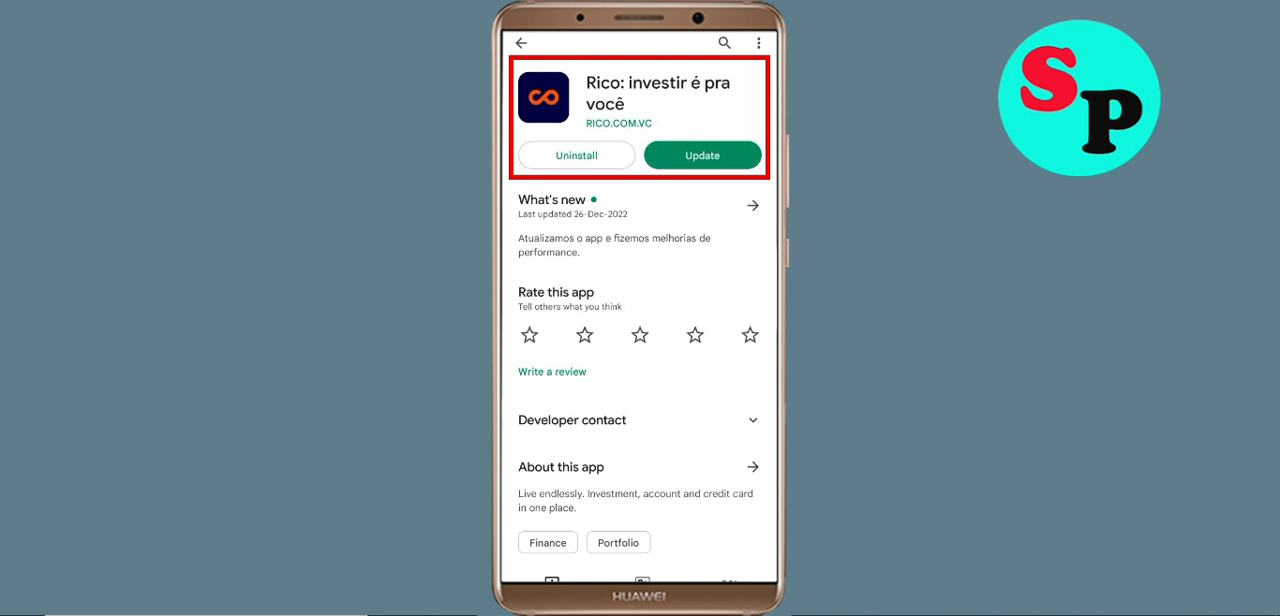 Rico: investir é pra
você
RICO.COM.VC
Uninstall
Update
What's new
Last updated 26-Dec-2022
Atualizamos o app e fizemos melhorias de
performance.
Rate this app
Tell others what you think
Write a review
Developer contact
About this app
Live endlessly. Investment, account and credit card
in one place.
Finance
Portfolio
HUAWEI
SP